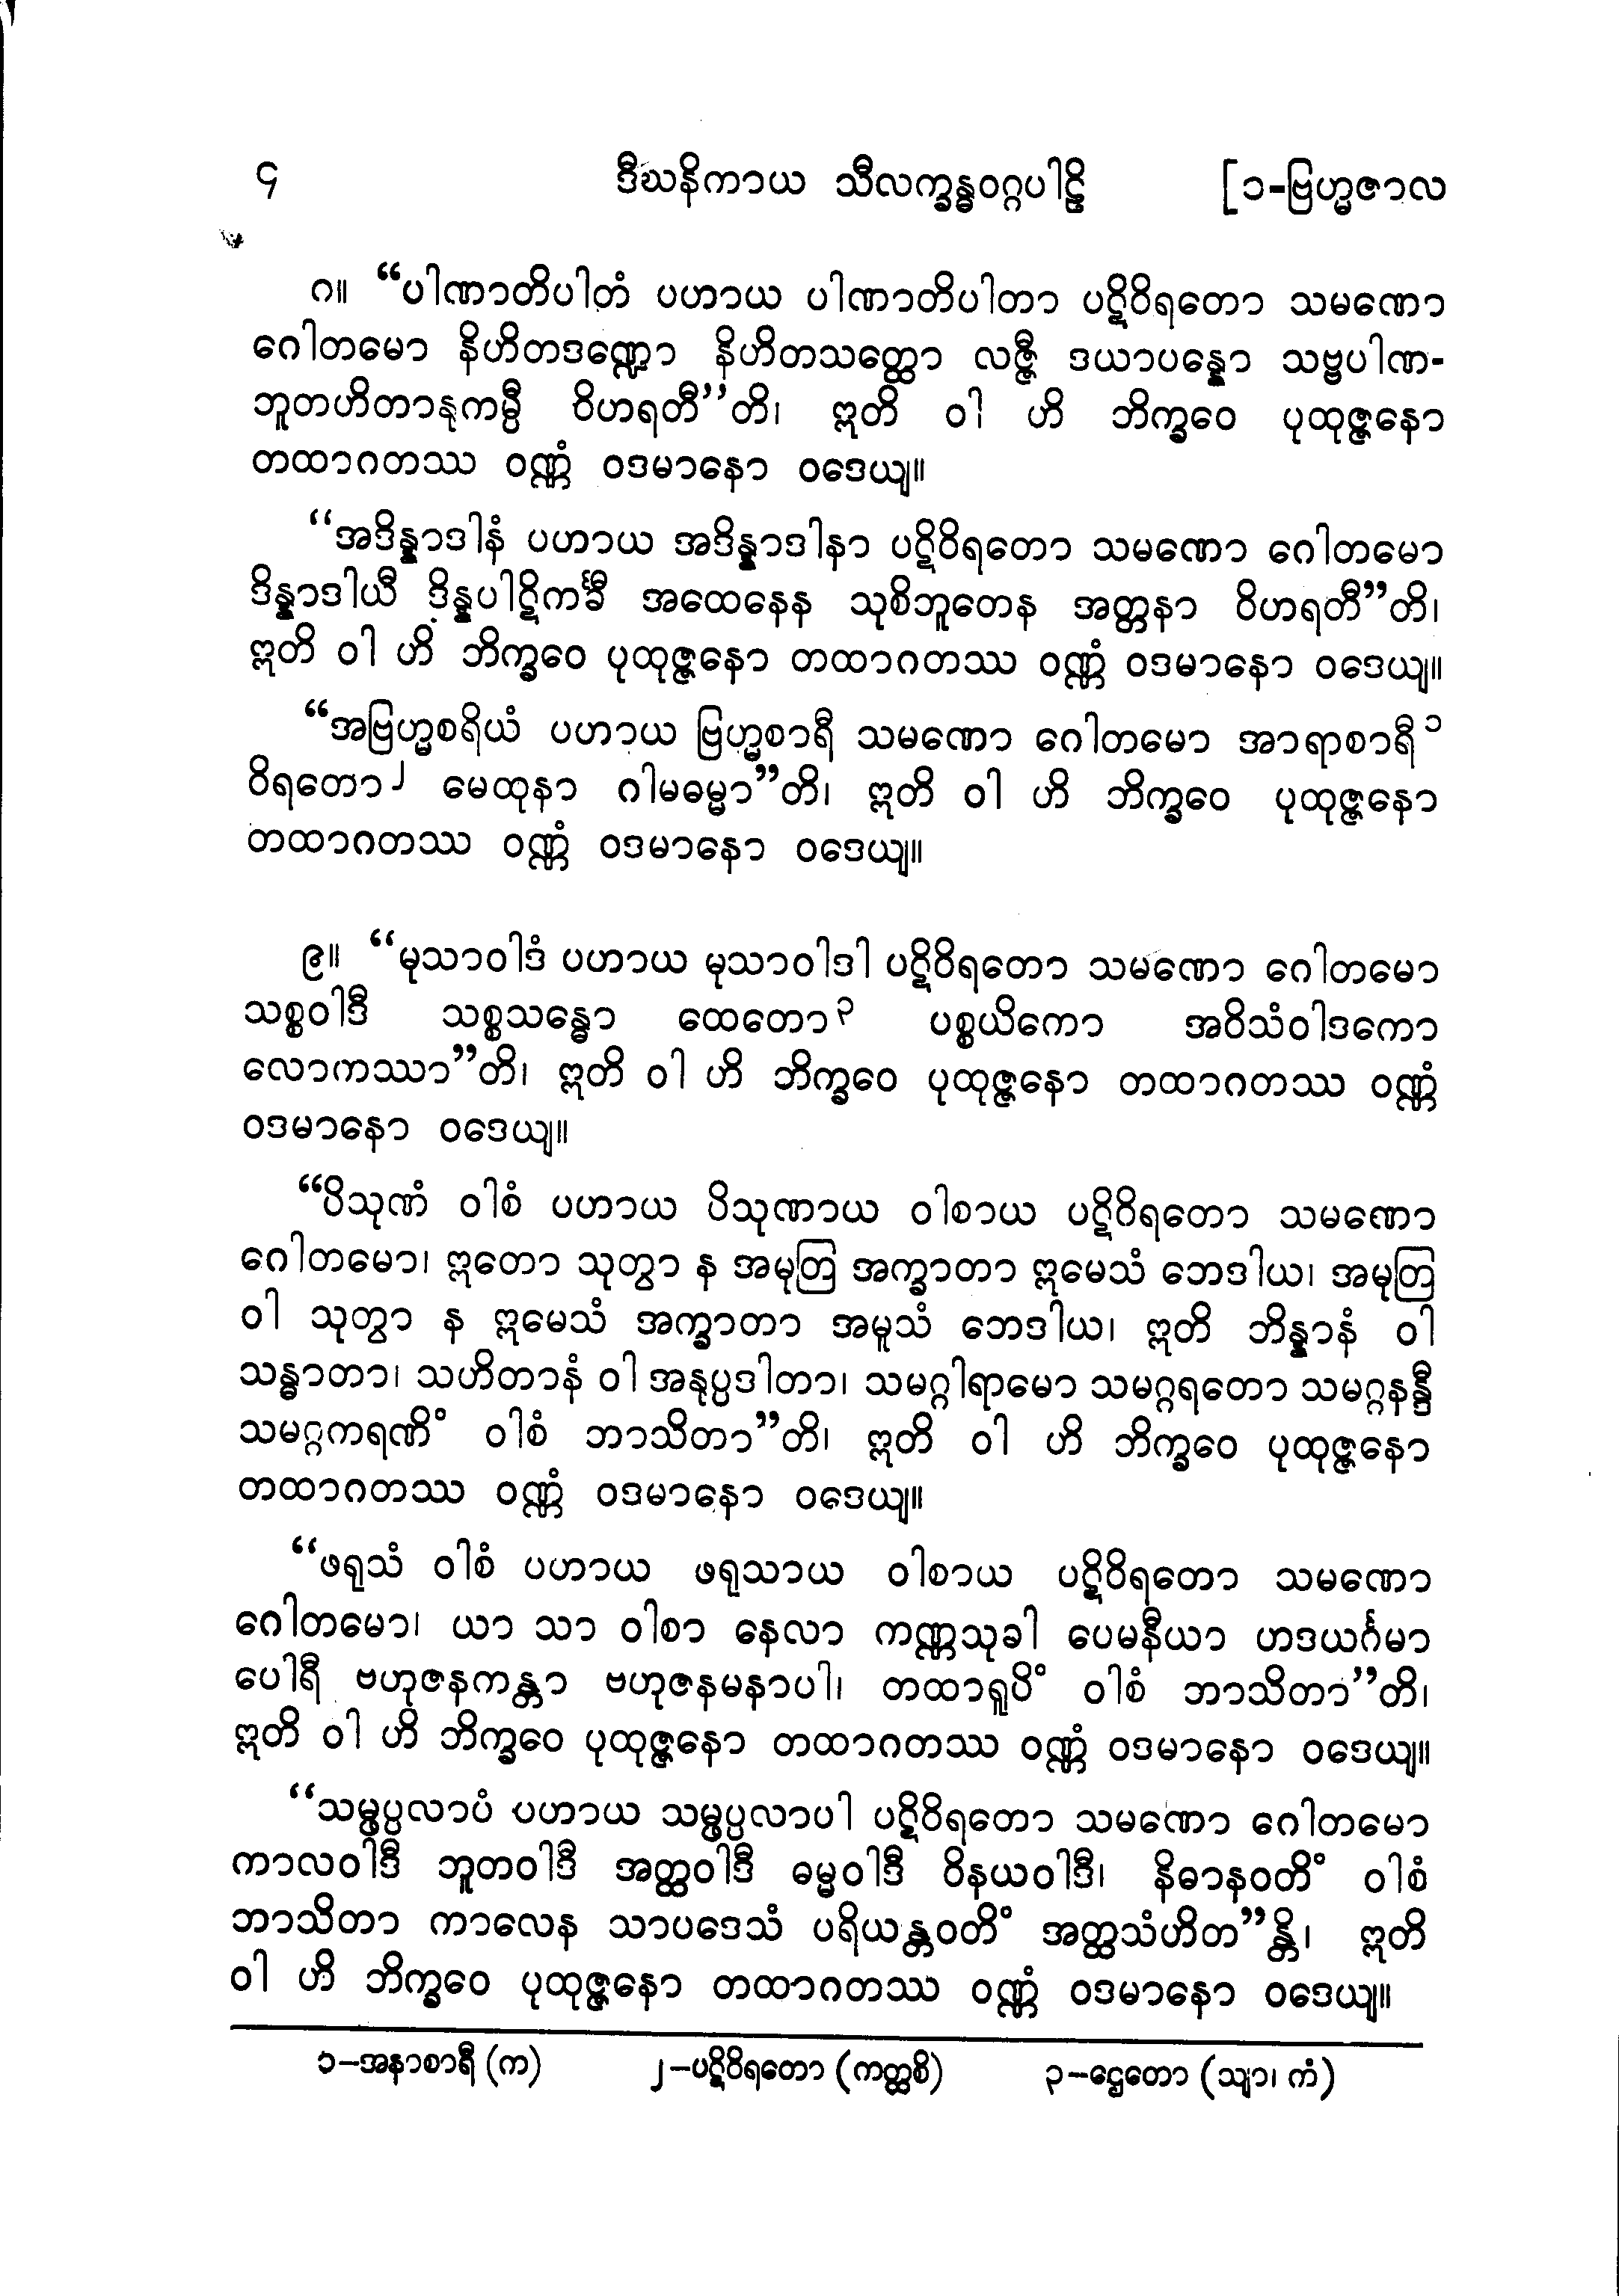 ၄ ဒီဃနိကာယ သီလက္ခန္ဓဝဂ္ဂပါဠိ [၁-ဗြဟ္မဇာလ
၈။ “ပါဏာတိပါတံ ပဟာယ ပါဏာတိပါတာ ပဋိဝိရတော သမဏော
ဂေါတမော နိဟိတဒဏ္ဍော နိဟိတသတ္ထော လဇ္ဇီ ဒယာပန္နော သဗ္ဗပါဏ-
ဘူတဟိတာနုကမ္ပီ ဝိဟရတီ”တိ၊ ဣတိ ဝါ ဟိ ဘိက္ခဝေ ပုထုဇ္ဇနော
တထာဂတဿ ဝဏ္ဏံ ဝဒမာနော ဝဒေယျ။
“အဒိန္နာဒါနံ ပဟာယ အဒိန္နာဒါနာ ပဋိဝိရတော သမဏော ဂေါတမော
ဒိန္နာဒါယီ ဒိန္နပါဋိကင်္ခီ အထေနေန သုစိဘူတေန အတ္တနာ ဝိဟရတီ”တိ၊
ဣတိ ဝါ ဟိ ဘိက္ခဝေ ပုထုဇ္ဇနော တထာဂတဿ ဝဏ္ဏံ ဝဒမာနော ဝဒေယျ။
“အဗြဟ္မစရိယံ ပဟာယ ဗြဟ္မစာရီ သမဏော ဂေါတမော အာရာစာရီ၁
ဝိရတော၂ မေထုနာ ဂါမဓမ္မာ”တိ၊ ဣတိ ဝါ ဟိ ဘိက္ခဝေ ပုထုဇ္ဇနော
တထာဂတဿ ဝဏ္ဏံ ဝဒမာနော ဝဒေယျ။
၉။ “မုသာဝါဒံ ပဟာယ မုသာဝါဒါ ပဋိဝိရတော သမဏော ဂေါတမော
သစ္စဝါဒီ သစ္စသန္ဓော ထေတော၃ ပစ္စယိကော အဝိသံဝါဒကော
လောကဿာ”တိ၊ ဣတိ ဝါ ဟိ ဘိက္ခဝေ ပုထုဇ္ဇနော တထာဂတဿ ဝဏ္ဏံ
ဝဒမာနော ဝဒေယျ။
“ပိသုဏံ ဝါစံ ပဟာယ ပိသုဏာယ ဝါစာယ ပဋိဝိရတော သမဏော
ဂေါတမော၊ ဣတော သုတွာ န အမုတြ အက္ခာတာ ဣမေသံ ဘေဒါယ၊ အမုတြ
ဝါ သုတွာ န ဣမေသံ အက္ခာတာ အမူသံ ဘေဒါယ၊ ဣတိ ဘိန္နာနံ ဝါ
သန္ဓာတာ၊ သဟိတာနံ ဝါ အနုပ္ပဒါတာ၊ သမဂ္ဂါရာမော သမဂ္ဂရတော သမဂ္ဂနန္ဒီ
သမဂ္ဂကရဏိံ ဝါစံ ဘာသိတာ”တိ၊ ဣတိ ဝါ ဟိ ဘိက္ခဝေ ပုထုဇ္ဇနော
တထာဂတဿ ဝဏ္ဏံ ဝဒမာနော ဝဒေယျ။
“ဖရုသံ ဝါစံ ပဟာယ ဖရုသာယ ဝါစာယ ပဋိဝိရတော သမဏော
ဂေါတမော၊ ယာ သာ ဝါစာ နေလာ ကဏ္ဏသုခါ ပေမနီယာ ဟဒယင်္ဂမာ
ပေါရီ ဗဟုဇနကန္တာ ဗဟုဇနမနာပါ၊ တထာရူပိံ ဝါစံ ဘာသိတာ”တိ၊
ဣတိ ဝါ ဟိ ဘိက္ခဝေ ပုထုဇ္ဇနော တထာဂတဿ ဝဏ္ဏံ ဝဒမာနော ဝဒေယျ။
“သမ္ဖပ္ပလာပံ ပဟာယ သမ္ဖပ္ပလာပါ ပဋိဝိရတော သမဏော ဂေါတမော
ကာလဝါဒီ ဘူတဝါဒီ အတ္ထဝါဒီ ဓမ္မဝါဒီ ဝိနယဝါဒီ၊ နိဓာနဝတိံ ဝါစံ
ဘာသိတာ ကာလေန သာပဒေသံ ပရိယန္တဝတိံ အတ္ထသံဟိတ”န္တိ၊ ဣတိ
ဝါ ဟိ ဘိက္ခဝေ ပုထုဇ္ဇနော တထာဂတဿ ဝဏ္ဏံ ဝဒမာနော ဝဒေယျ။
၁–အနာစာရီ (က) ၂–ပဋိဝိရတော (ကတ္ထစိ) ၃–ဌေတော (သျာ၊ ကံ)